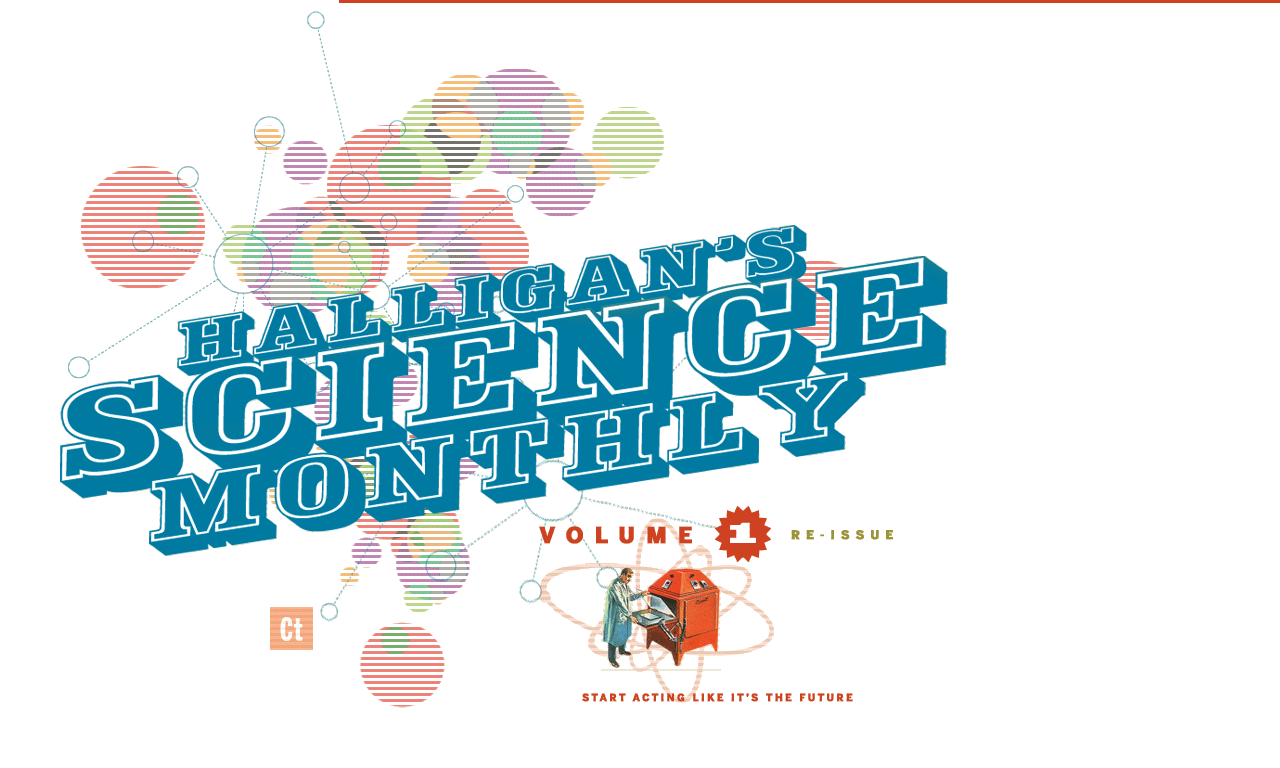 HALLIGAN'S
SCIENCE
MONTHLY
VOLUME 1 RE-ISSUE
Ct
START ACTING LIKE IT'S THE FUTURE